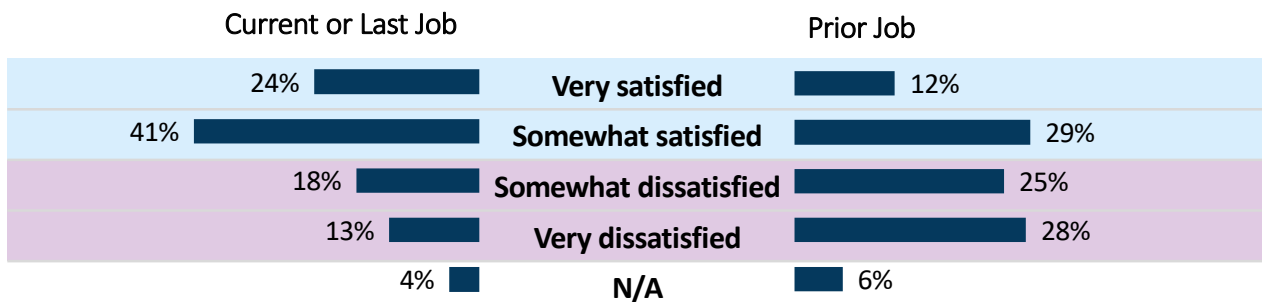 Current or Last Job Prior Job
24% Very satisfied 12%
41% Somewhat satisfied 29%
18% Somewhat dissatisfied 25%
13% Very dissatisfied 28%
4% N/A 6%